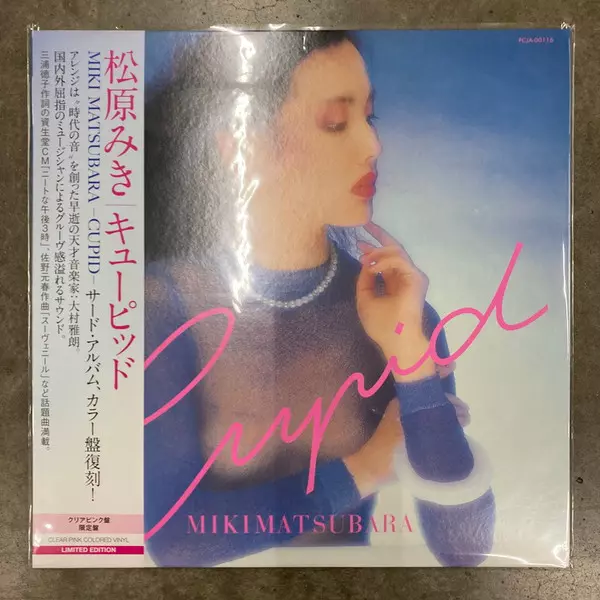 PCJA-00116
松原みき｜キューピッド
MIKI MATSUBARA －CUPID－ サード・アルバム、カラー盤復刻！
アレンジは“時代の音”を創った早逝の天才音楽家：大村雅朗。
国内外屈指のミュージシャンによるグルーヴ感溢れるサウンド。
三浦徳子作詞の資生堂CM「ニートな午後3時」、佐野元春作曲「スーヴェニール」など話題曲満載。
クリアピンク盤
限定盤
CLEAR PINK COLORED VINYL
LIMITED EDITION
Cupid
MIKI MATSUBARA